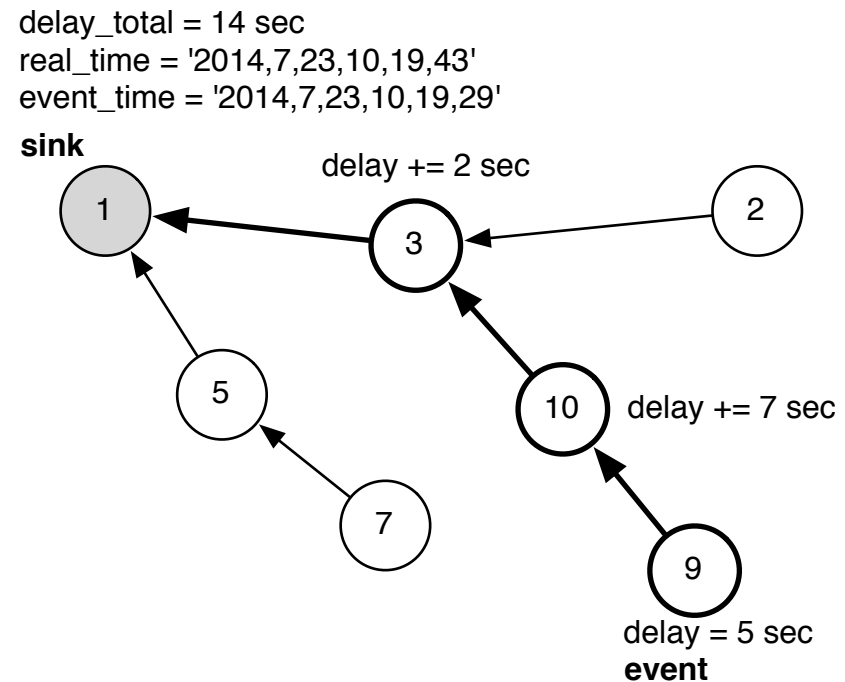 delay_total = 14 sec
real_time = '2014,7,23,10,19,43'
event_time = '2014,7,23,10,19,29'
sink
delay += 2 sec
1
3
2
5
10
delay += 7 sec
7
9
delay = 5 sec
event